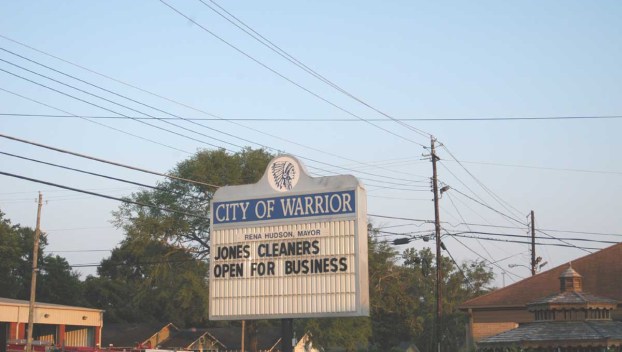 CITY OF WARRIOR
RENA HUDSON, MAYOR
JONES CLEANERS
OPEN FOR BUSINESS